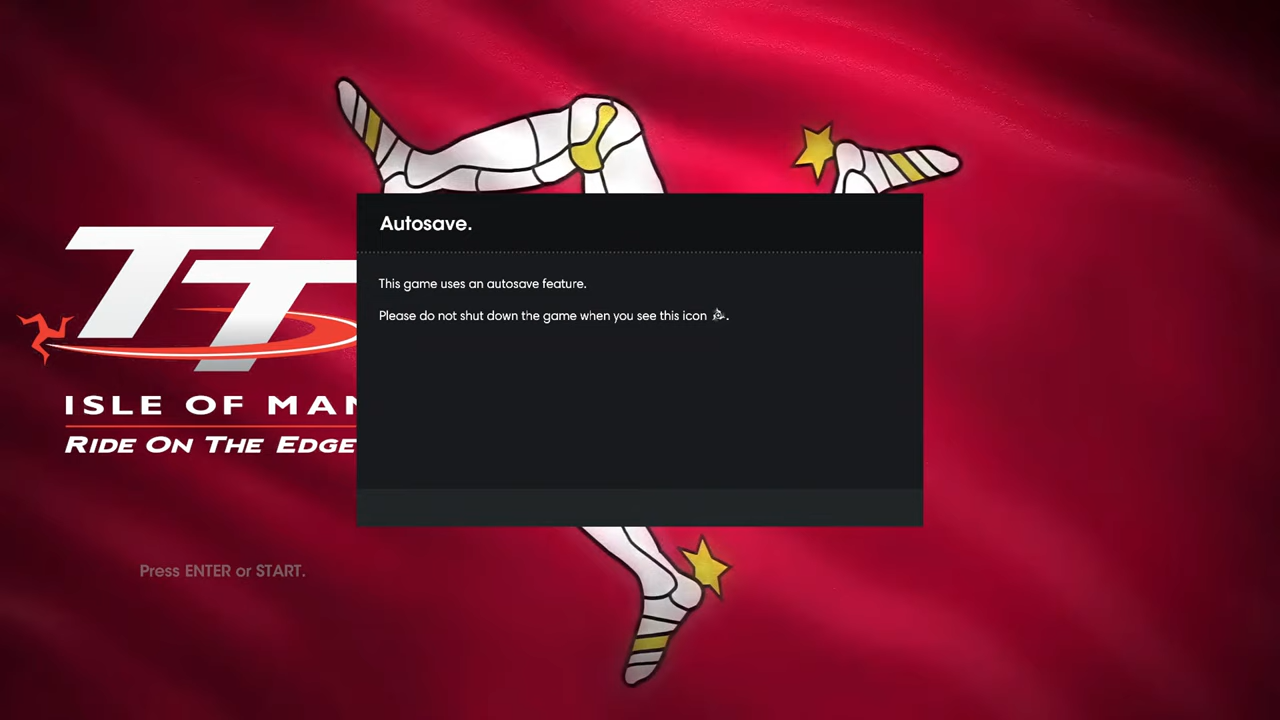 Autosave.
This game uses an autosave feature.
Please do not shut down the game when you see this icon .
TT
ISLE OF MAN
RIDE ON THE EDGE
Press ENTER or START.